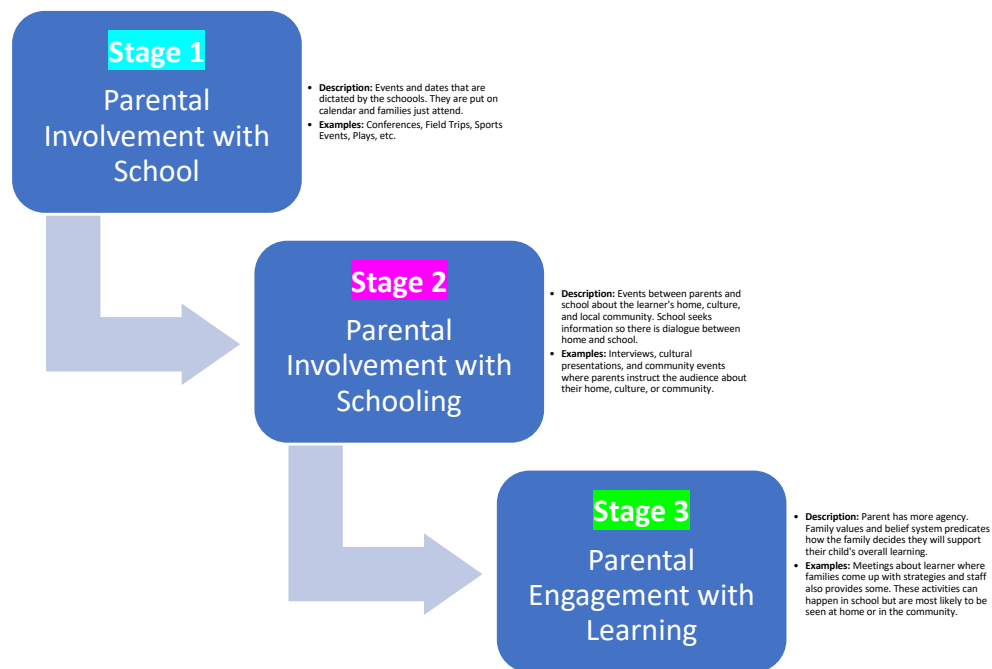 Stage 1
Parental
Involvement with
School
• Description: Events and dates that are
dictated by the schoools. They are put on
calendar and families just attend.
• Examples: Conferences, Field Trips, Sports
Events, Plays, etc.
Stage 2
Parental
Involvement with
Schooling
• Description: Events between parents and
school about the learner's home, culture,
and local community. School seeks
information so there is dialogue between
home and school.
• Examples: Interviews, cultural
presentations, and community events
where parents instruct the audience about
their home, culture, or community.
Stage 3
Parental
Engagement with
Learning
• Description: Parent has more agency.
Family values and belief system predicates
how the family decides they will support
their child's overall learning.
• Examples: Meetings about learner where
families come up with strategies and staff
also provides some. These activities can
happen in school but are most likely to be
seen at home or in the community.